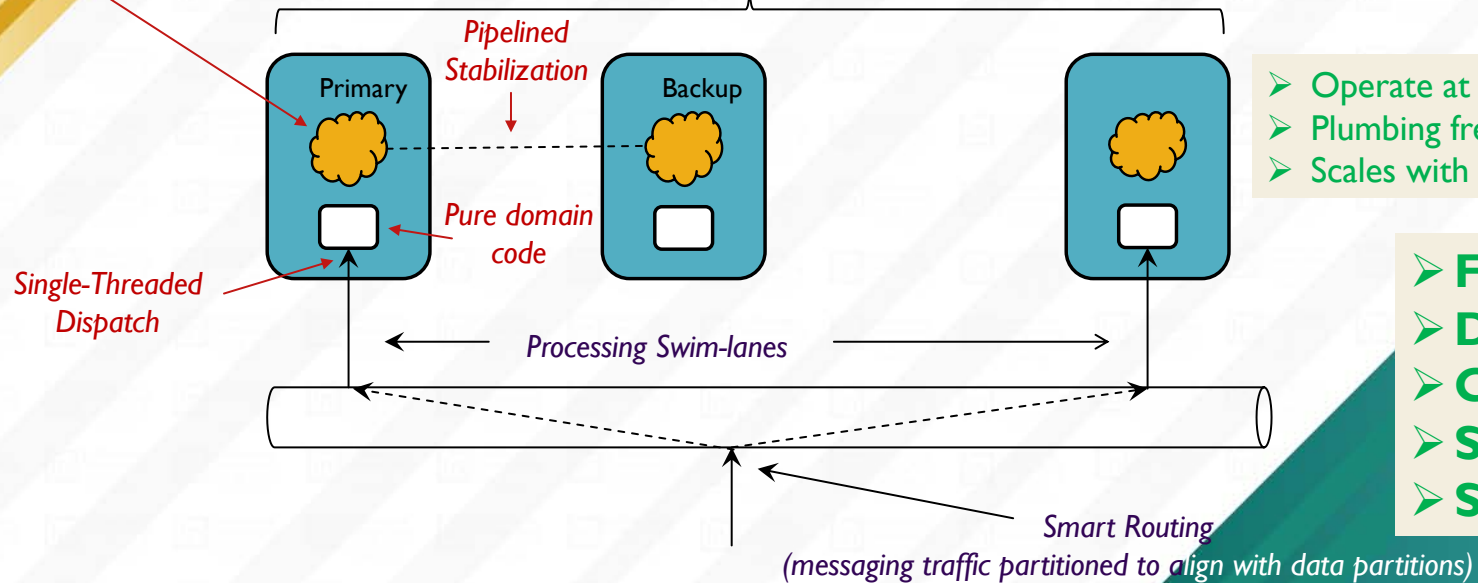 Pipelined
Stabilization
Primary
Backup
➢ Operate at
➢ Plumbing
➢ Scales with
Pure domain
code
Single-Threaded
Dispatch
Processing Swim-lanes
Smart Routing
(messaging traffic partitioned to align with data partitions)